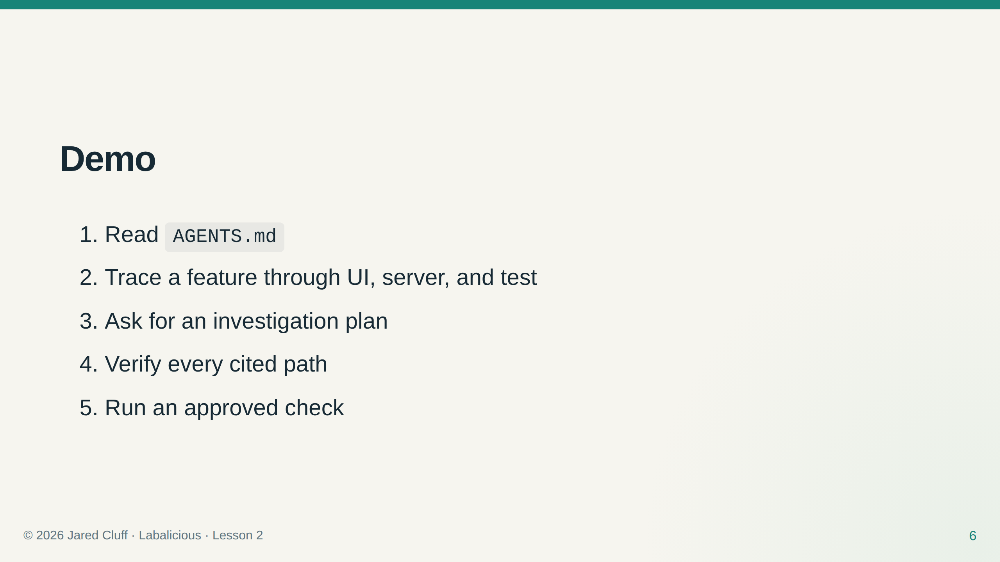 Demo
1. Read AGENTS.md
2. Trace a feature through UI, server, and test
3. Ask for an investigation plan
4. Verify every cited path
5. Run an approved check
© 2026 Jared Cluff · Labalicious · Lesson 2
6